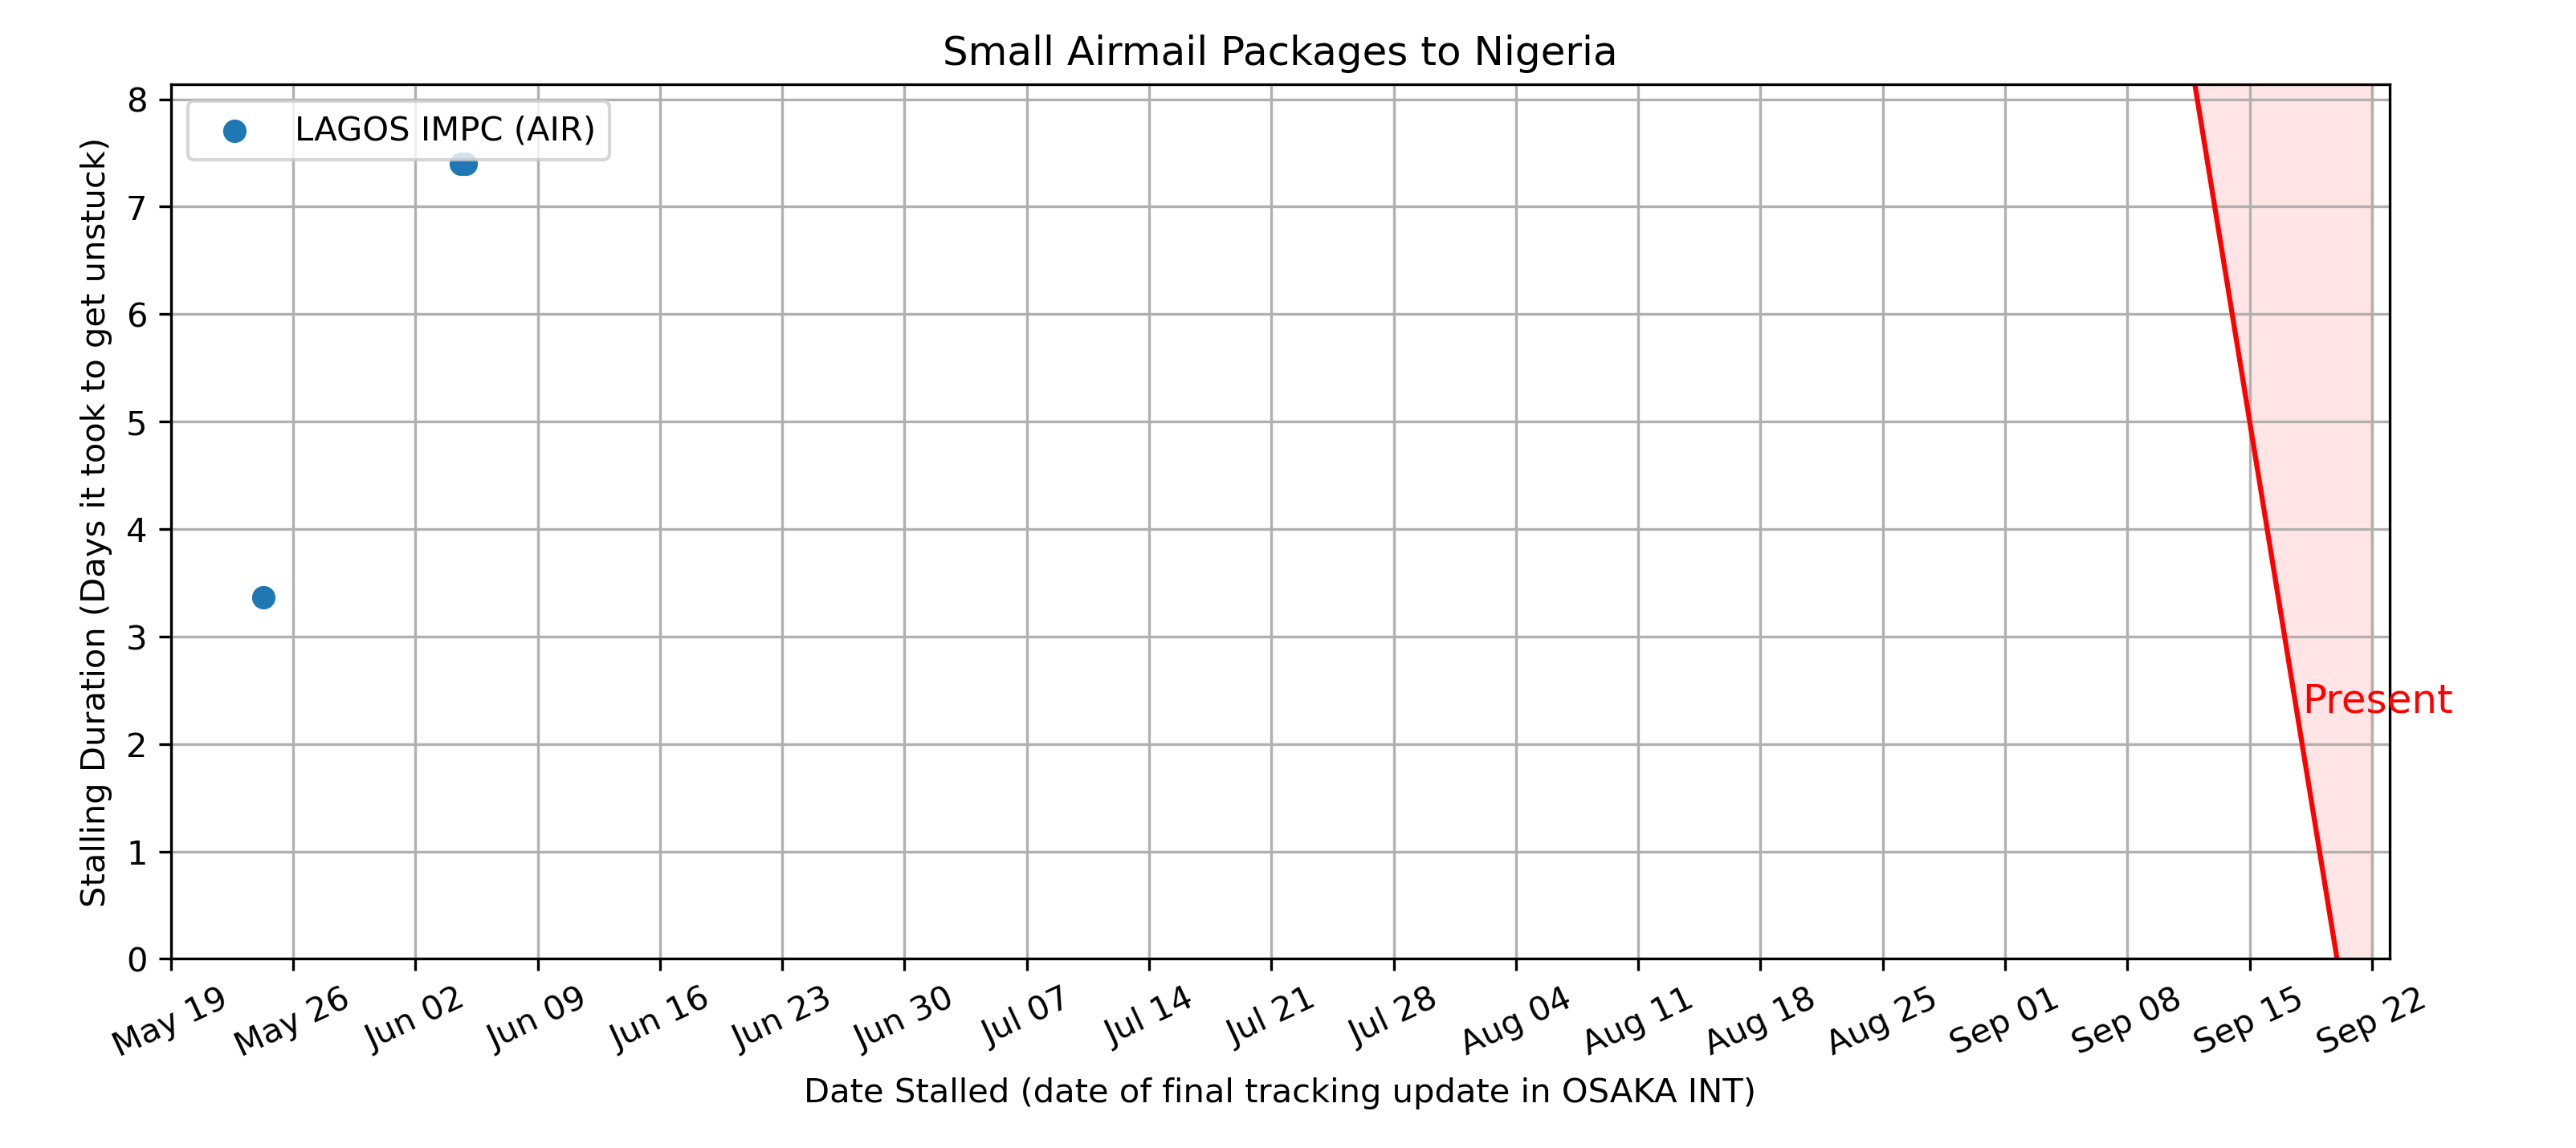 Small Airmail Packages to Nigeria
LAGOS IMPC (AIR)
Stalling Duration (Days it took to get unstuck)
8
7
6
5
4
3
2
1
0
Present
May 19
May 26
Jun 02
Jun 09
Jun 16
Jun 23
Jun 30
Jul 07
Jul 14
Jul 21
Jul 28
Aug 04
Aug 11
Aug 18
Aug 25
Sep 01
Sep 08
Sep 15
Sep 22
Date Stalled (date of final tracking update in OSAKA INT)